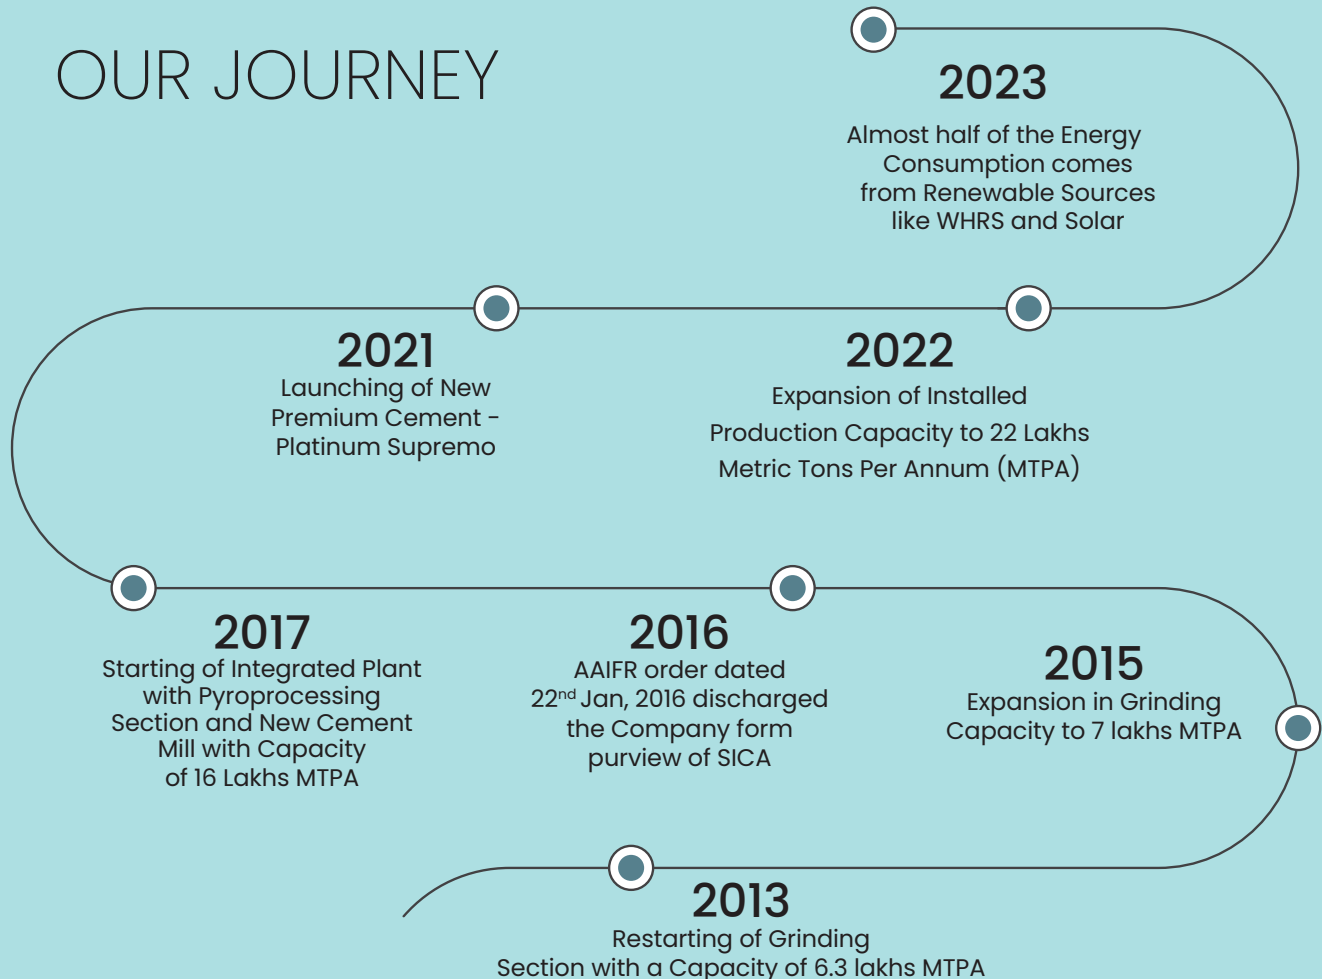 OUR JOURNEY
2023
Almost half of the Energy
Consumption comes
from Renewable Sources
like WHRS and Solar
2021
Launching of New
Premium Cement -
Platinum Supremo
2022
Expansion of Installed
Production Capacity to 22 Lakhs
Metric Tons Per Annum (MTPA)
2017
Starting of Integrated Plant
with Pyroprocessing
Section and New Cement
Mill with Capacity
of 16 Lakhs MTPA
2016
AAIFR order dated
22nd Jan, 2016 discharged
the Company form
purview of SICA
2015
Expansion in Grinding
Capacity to 7 lakhs MTPA
2013
Restarting of Grinding
Section with a Capacity of 6.3 lakhs MTPA